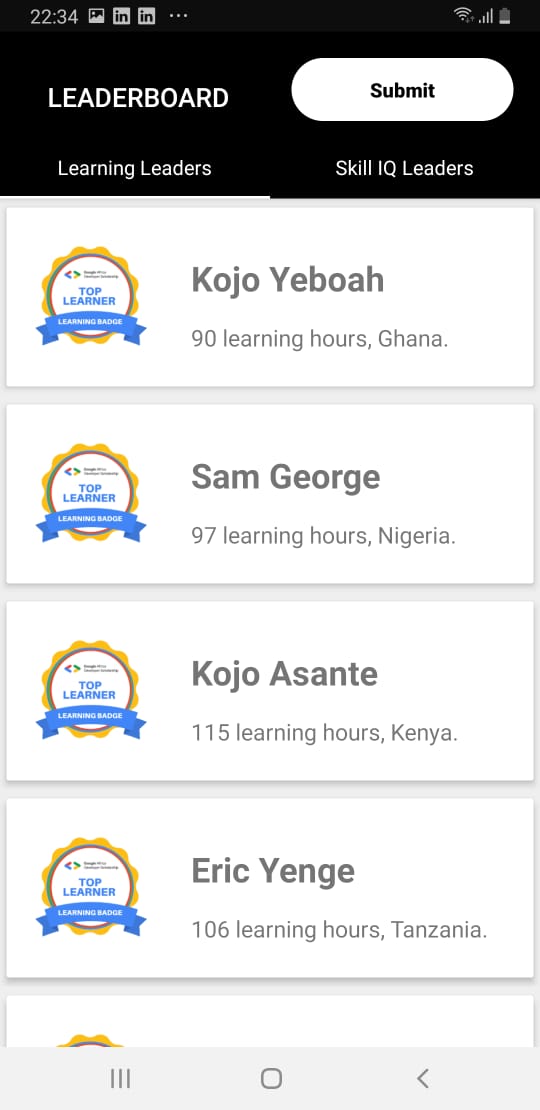 22:34
LEADERBOARD
Submit
Learning Leaders
Skill IQ Leaders
Google Africa
Developer Scholarship
TOP
LEARNER
LEARNING BADGE
Kojo Yeboah
90 learning hours, Ghana.
Google Africa
Developer Scholarship
TOP
LEARNER
LEARNING BADGE
Sam George
97 learning hours, Nigeria.
Google Africa
Developer Scholarship
TOP
LEARNER
LEARNING BADGE
Kojo Asante
115 learning hours, Kenya.
Google Africa
Developer Scholarship
TOP
LEARNER
LEARNING BADGE
Eric Yenge
106 learning hours, Tanzania.